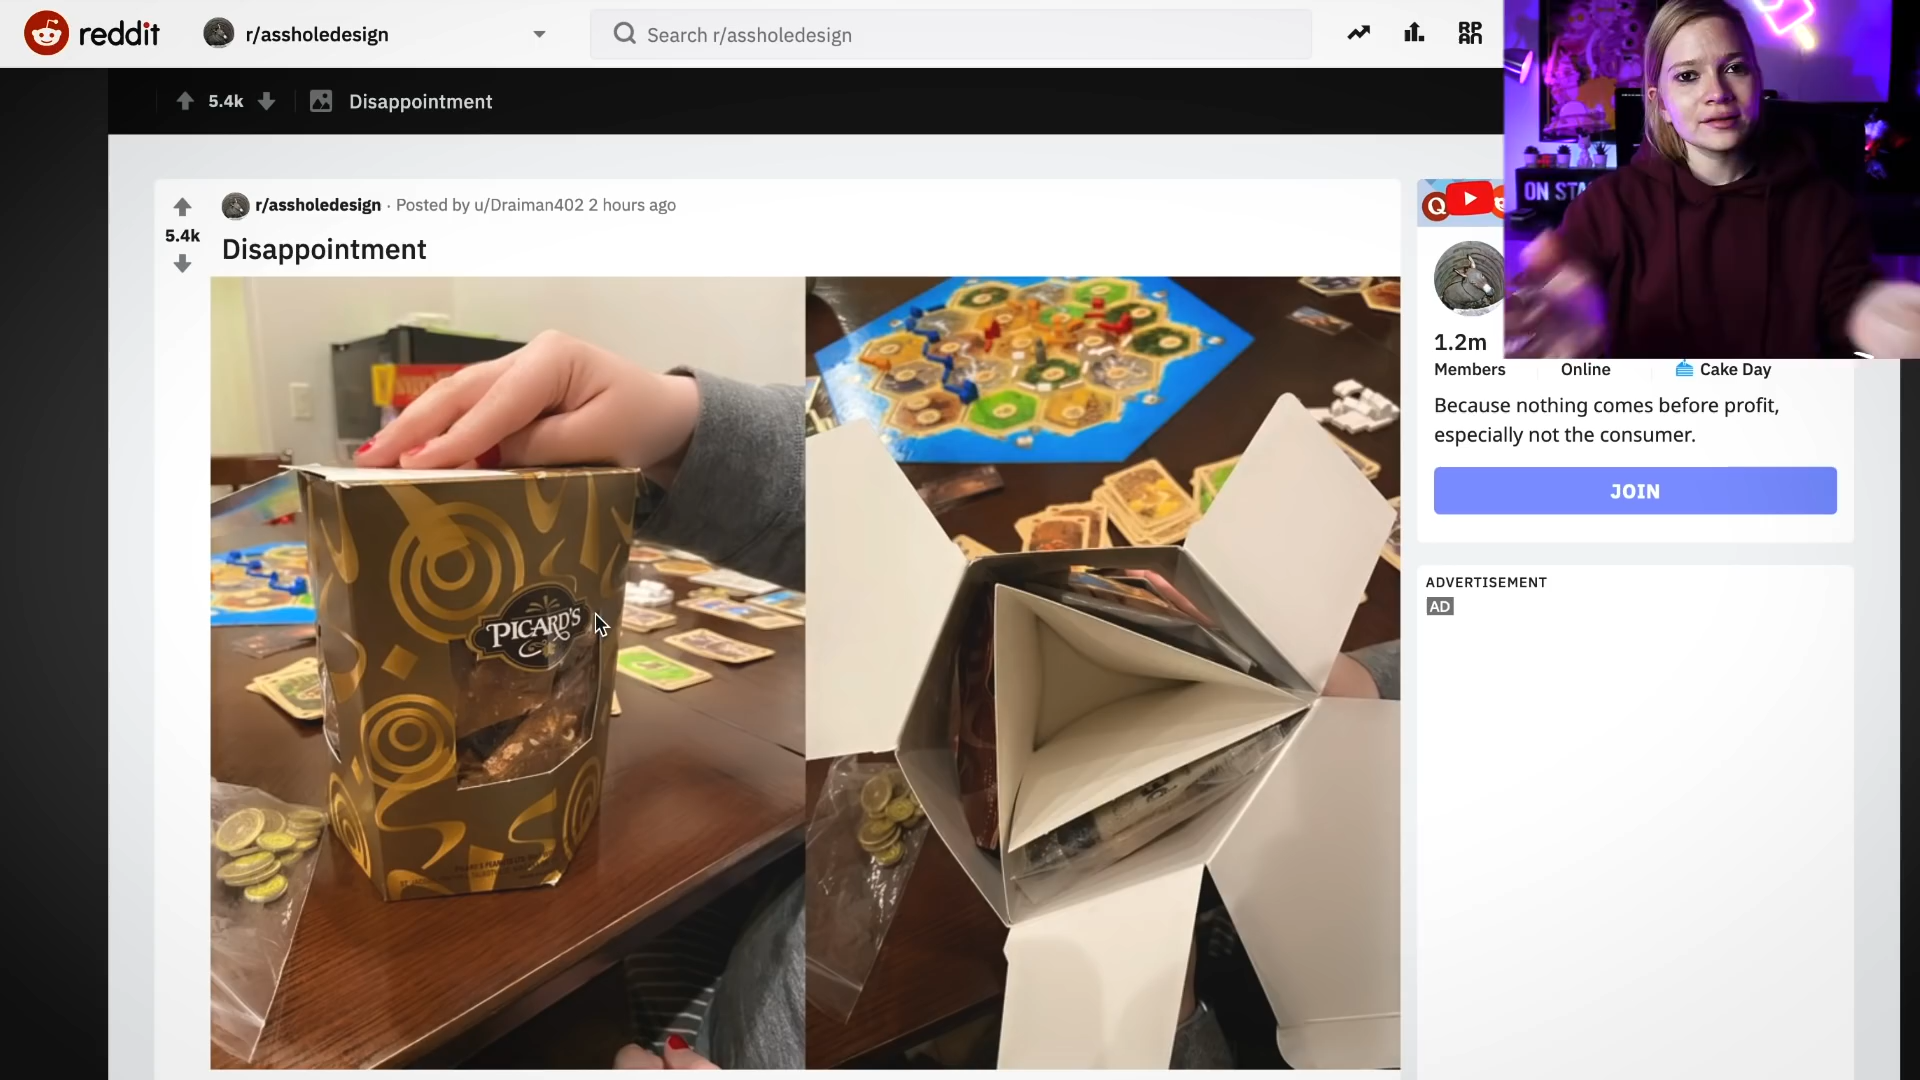 reddit
r/assholedesign
Search r/assholedesign
5.4k
Disappointment
r/assholedesign · Posted by u/Draiman402 2 hours ago
5.4k
Disappointment
PICARD'S
ON STA
1.2m
Members
Online
Cake Day
Because nothing comes before profit,
especially not the consumer.
JOIN
ADVERTISEMENT
AD